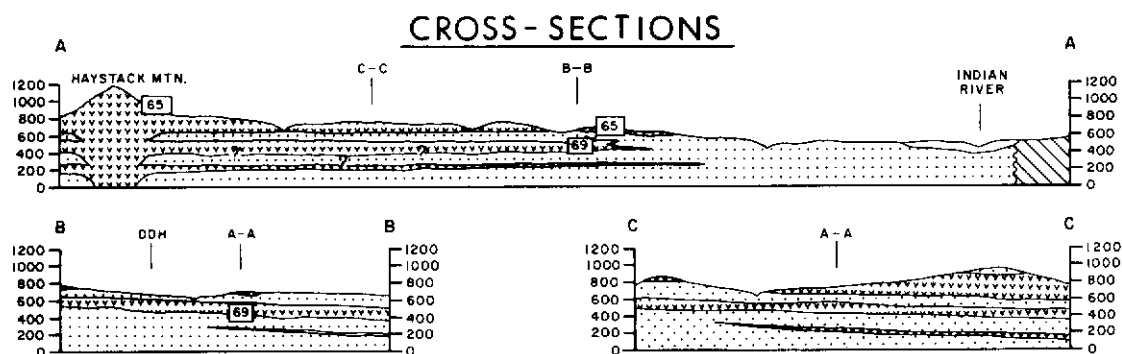 CROSS-SECTIONS
A A
HAYSTACK MTN. C-C B-B INDIAN RIVER
1200 1200
1000 65 1000
800 800
600 65 600
400 69 400
200 200
0 0
B DDH A-A B C A-A C
1200 1200 1200 1200
1000 1000 1000 1000
800 800 800 800
600 600 600 600
400 69 400 400 400
200 200 200 200
0 0 0 0